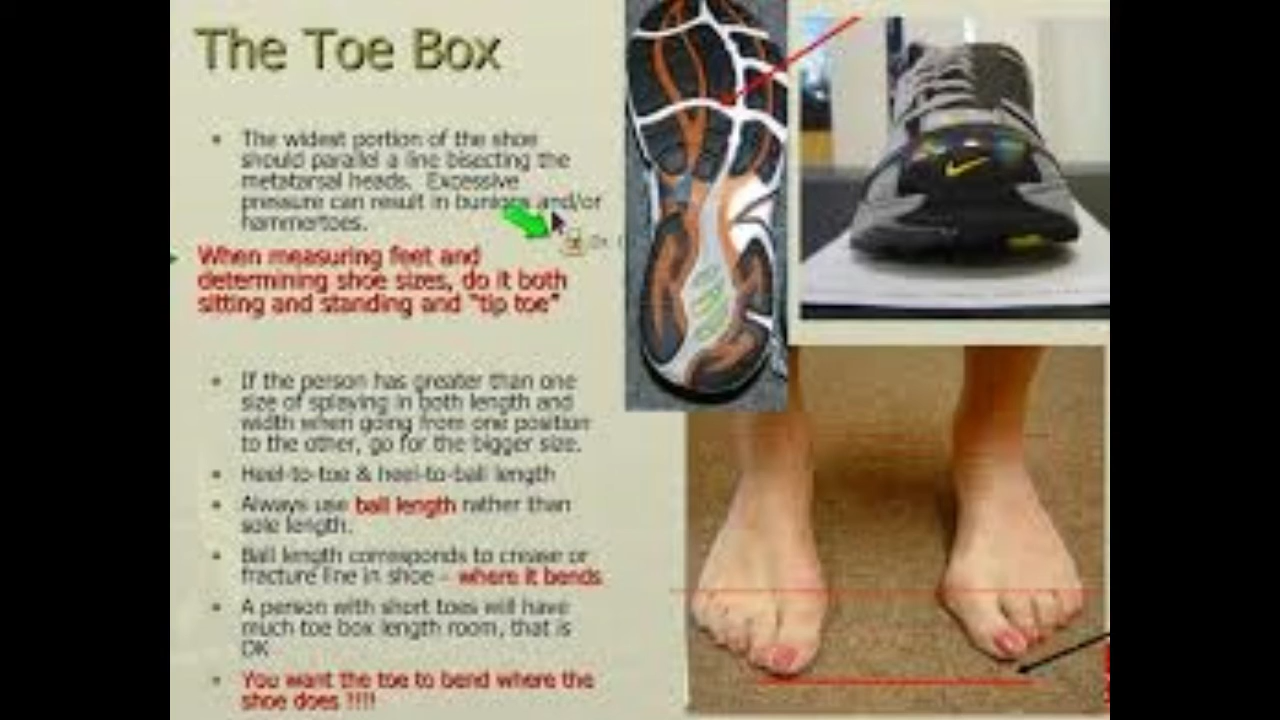 The Toe Box
The widest portion of the shoe
should parallel a line bisecting the
metatarsal heads. Excessive
pressure can result in bunions and/or
hammertoes.
When measuring feet and
determining shoe sizes, do it both
sitting and standing and "tip toe"
If the person has greater than one
size of splaying in both length and
width when going from one position
to the other, go for the bigger size.
Heel-to-toe & heel-to-ball length
Always use ball length rather than
sole length.
Ball length corresponds to crease or
fracture line in shoe - where it bends
A person with short toes will have
much toe box length room, that is
OK
You want the toe to bend where the
shoe does !!!!